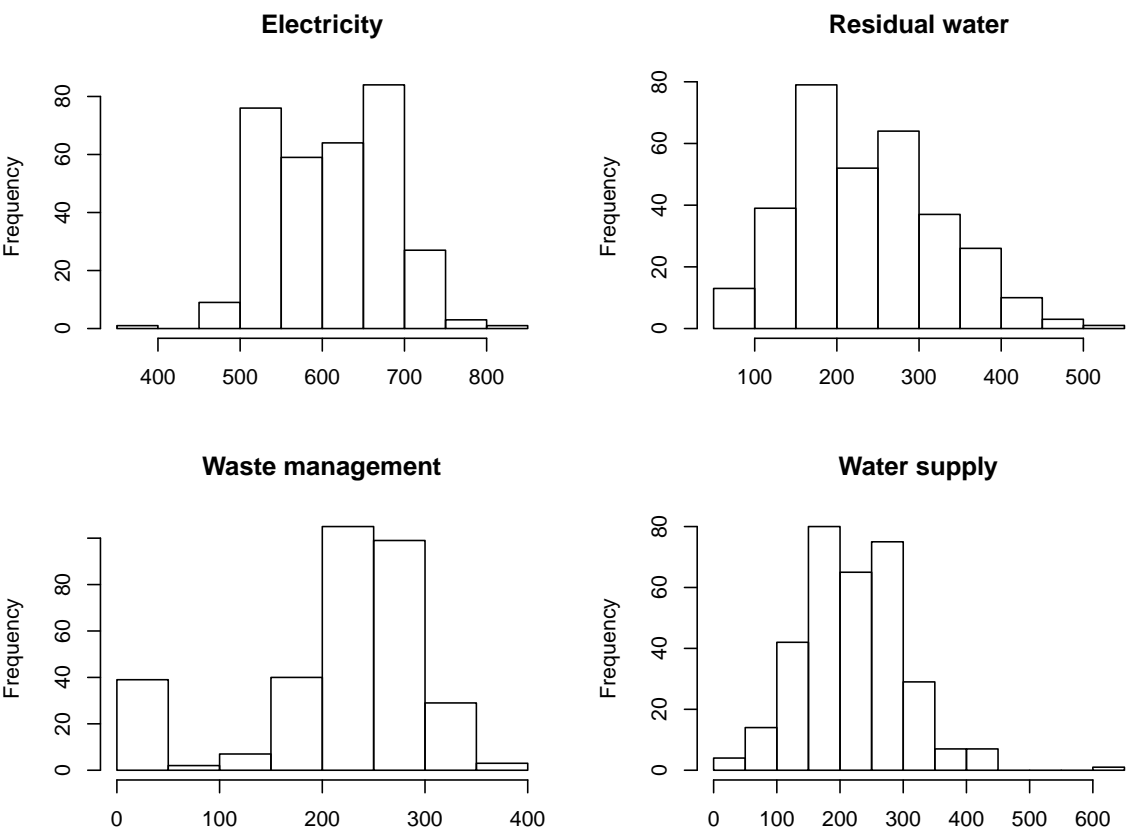 Electricity
Frequency
0 20 40 60 80
400 500 600 700 800
Residual water
Frequency
0 20 40 60 80
100 200 300 400 500
Waste management
Frequency
0 20 40 60 80
0 100 200 300 400
Water supply
Frequency
0 20 40 60 80
0 100 200 300 400 500 600